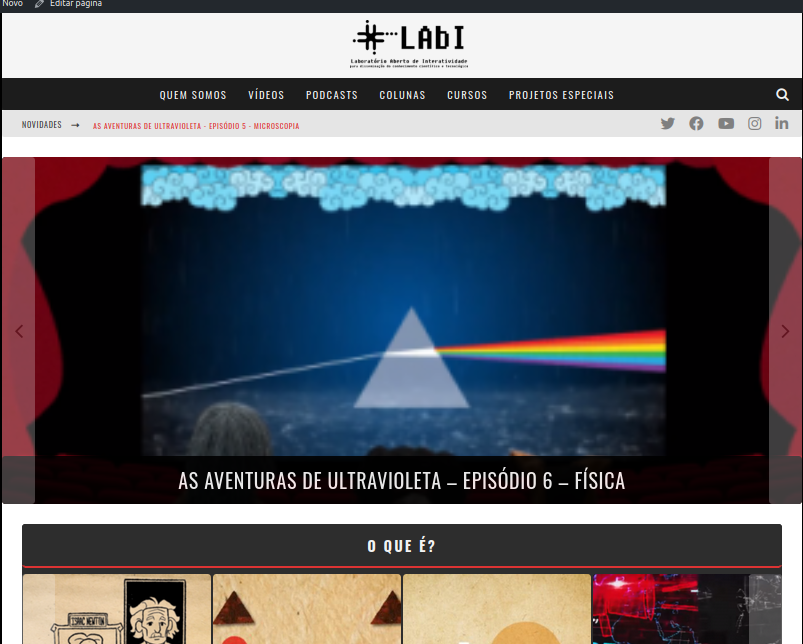 Novo Editar página
LAbI
Laboratório Aberto de Interatividade
para disseminação do conhecimento científico e tecnológico
QUEM SOMOS VÍDEOS PODCASTS COLUNAS CURSOS PROJETOS ESPECIAIS
NOVIDADES → AS AVENTURAS DE ULTRAVIOLETA - EPISÓDIO 5 - MICROSCOPIA
AS AVENTURAS DE ULTRAVIOLETA – EPISÓDIO 6 – FÍSICA
O QUE É?
ISAAC NEWTON